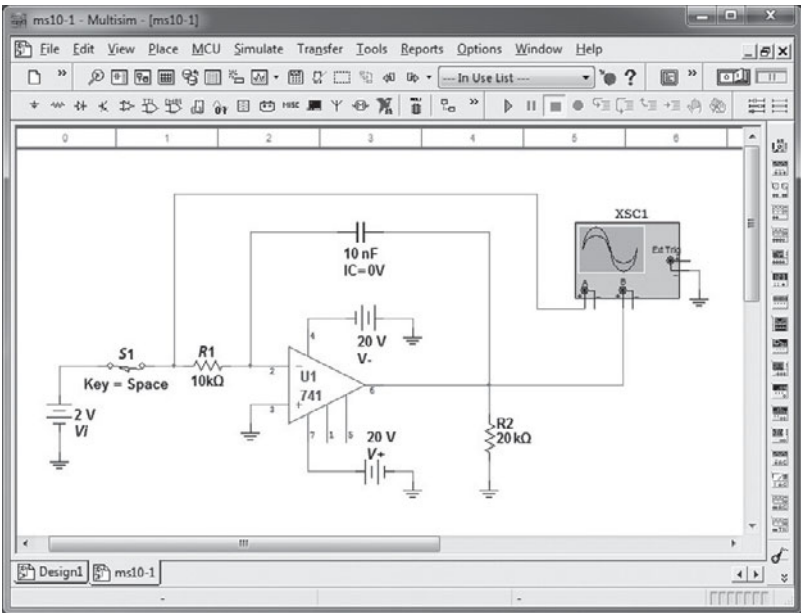 ms10-1 - Multisim - [ms10-1]
File Edit View Place MCU Simulate Transfer Tools Reports Options Window Help
--- In Use List ---
MISC
0 1 2 3 4 5 6
XSC1
Ext Trig
A B
10 nF
IC=0V
20 V
V-
4
S1
Key = Space
R1
10kΩ
2
3
U1
741
6
7 1 5
2 V
Vi
20 V
V+
R2
20kΩ
Design1 ms10-1